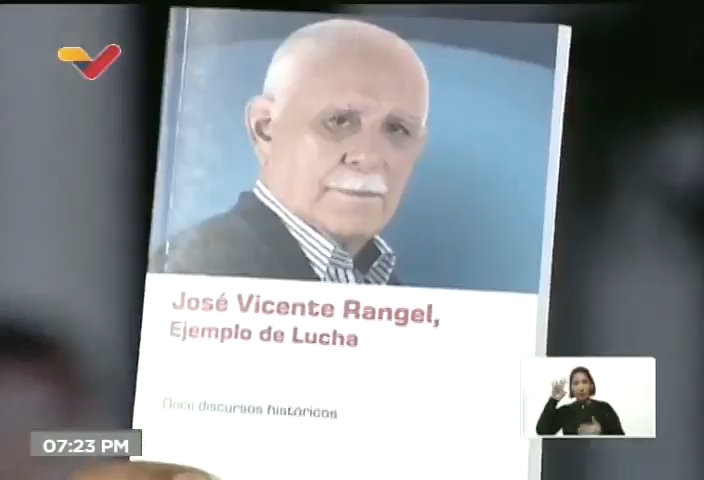 José Vicente Rangel,
Ejemplo de Lucha
Doce discursos históricos
07:23 PM